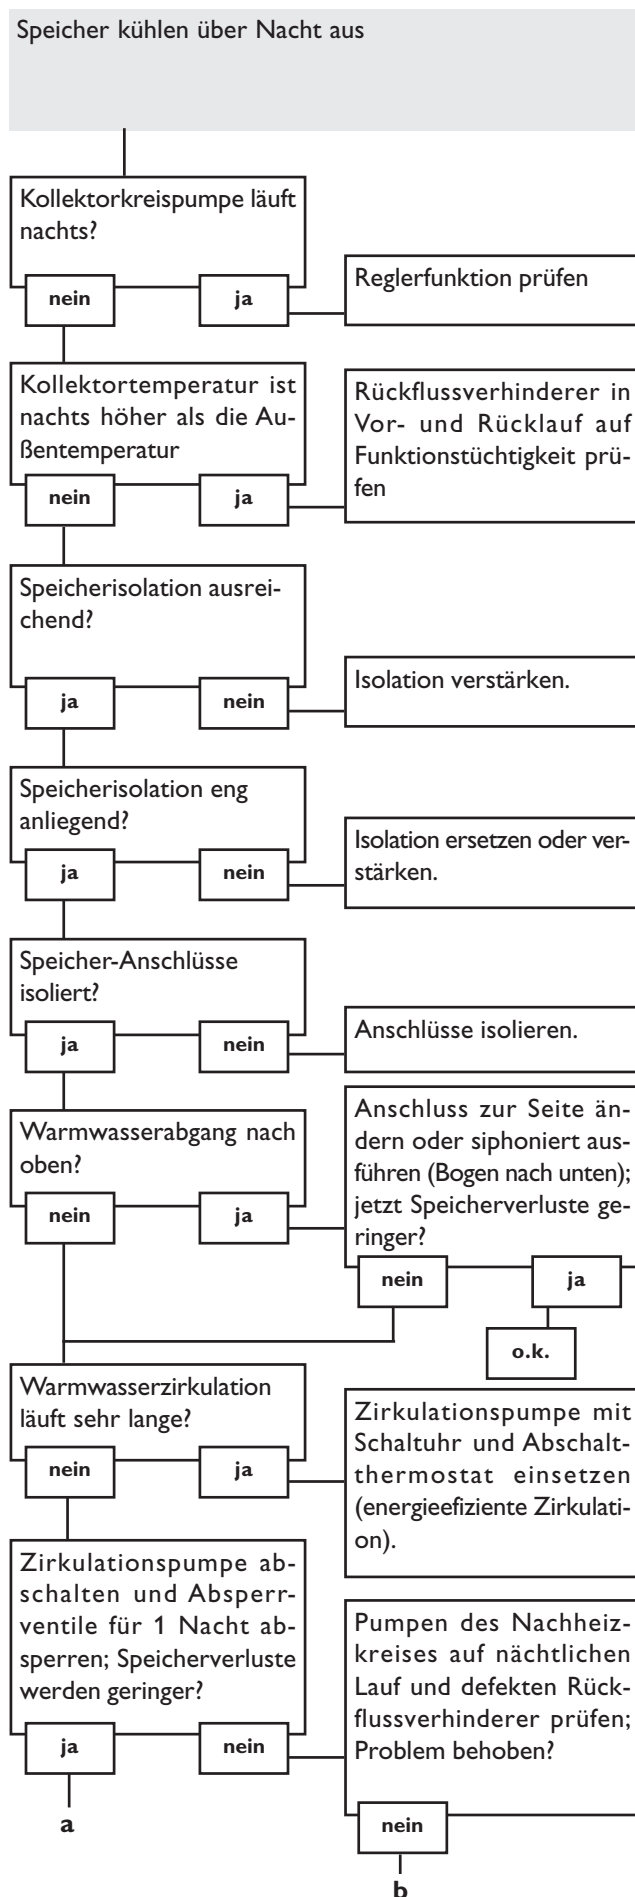 Speicher kühlen über Nacht aus
Kollektorkreispumpe läuft
nachts?
nein
ja
Reglerfunktion prüfen
Kollektortemperatur ist
nachts höher als die Au-
ßentemperatur
nein
ja
Rückflussverhinderer in
Vor- und Rücklauf auf
Funktionstüchtigkeit prü-
fen
Speicherisolation ausrei-
chend?
ja
nein
Isolation verstärken.
Speicherisolation eng
anliegend?
ja
nein
Isolation ersetzen oder ver-
stärken.
Speicher-Anschlüsse
isoliert?
ja
nein
Anschlüsse isolieren.
Warmwasserabgang nach
oben?
nein
ja
Anschluss zur Seite än-
dern oder siphoniert aus-
führen (Bogen nach unten);
jetzt Speicherverluste ge-
ringer?
nein
ja
o.k.
Warmwasserzirkulation
läuft sehr lange?
nein
ja
Zirkulationspumpe mit
Schaltuhr und Abschalt-
thermostat einsetzen
(energieefiziente Zirkulati-
on).
Zirkulationspumpe ab-
schalten und Absperr-
ventile für 1 Nacht ab-
sperren; Speicherverluste
werden geringer?
ja
nein
Pumpen des Nachheiz-
kreises auf nächtlichen
Lauf und defekten Rück-
flussverhinderer prüfen;
Problem behoben?
nein
a
b